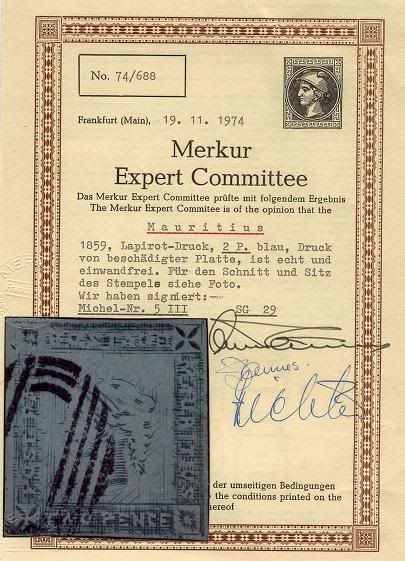 No. 74/688
Frankfurt (Main), 19. 11. 1974
Merkur
Expert Committee
Das Merkur Expert Committee prüfte mit folgendem Ergebnis
The Merkur Expert Commitee is of the opinion that the
Mauritius
1859, Lapirot-Druck, 2 P. blau, Druck
von beschädigter Platte, ist echt und
einwandfrei. Für den Schnitt und Sitz
des Stempels siehe Foto.
Wir haben signiert:
Michel-Nr. 5 III SG 29
der umseitigen Bedingungen
the conditions printed on the
hereof
PENCE